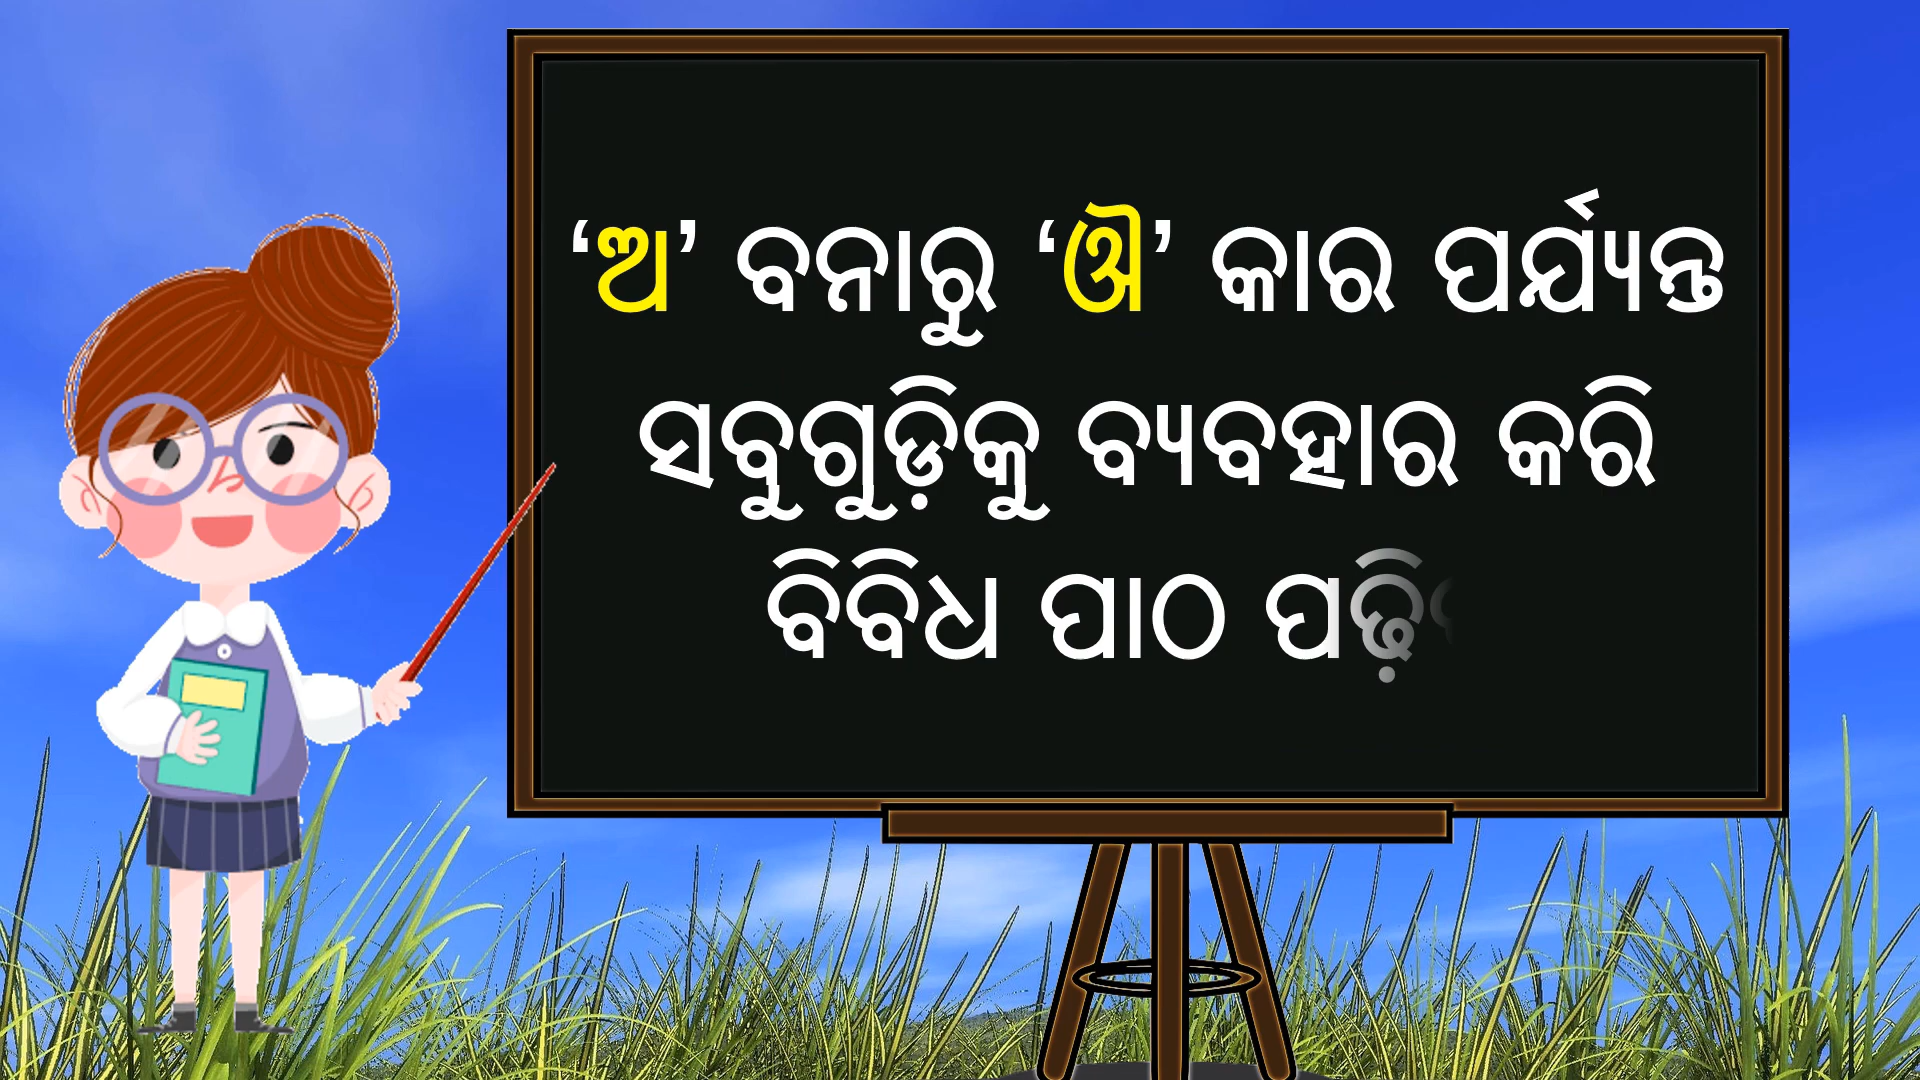 ‘ଅ’ ବନାରୁ ‘ଔ’ କାର ପର୍ଯ୍ୟନ୍ତ
ସବୁଗୁଡ଼ିକୁ ବ୍ୟବହାର କରି
ବିବିଧ ପାଠ